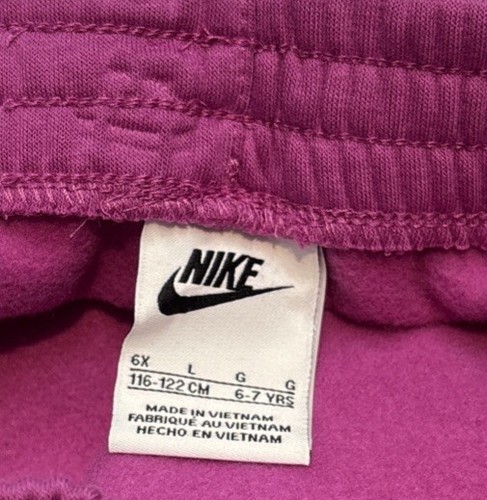 NIKE
6X L G G
116-122 CM 6-7 YRS
MADE IN VIETNAM
FABRIQUÉ AU VIETNAM
HECHO EN VIETNAM